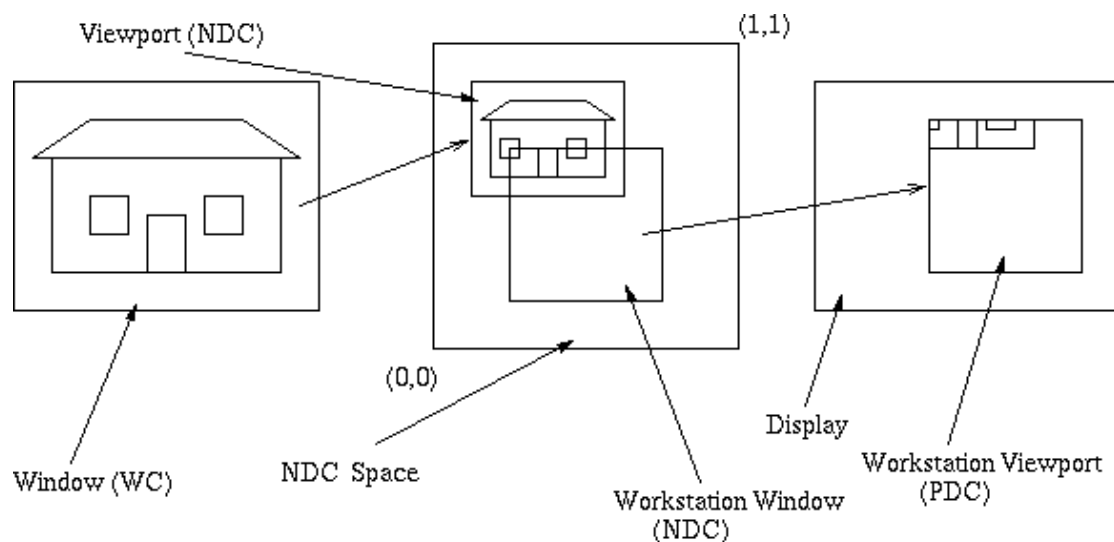 (1,1)
Viewport (NDC)
(0,0)
Display
Window (WC)
NDC Space
Workstation Viewport
(PDC)
Workstation Window
(NDC)